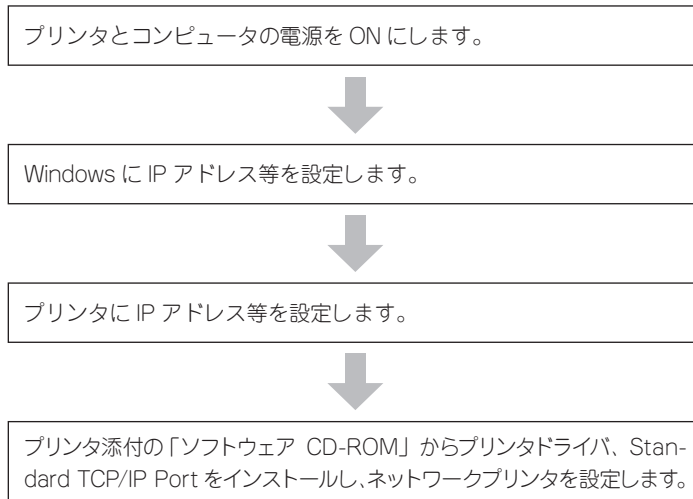 プリンタとコンピュータの電源を ON にします。
Windows に IP アドレス等を設定します。
プリンタに IP アドレス等を設定します。
プリンタ添付の「ソフトウェア CD-ROM」からプリンタドライバ、Stan-
dard TCP/IP Port をインストールし、ネットワークプリンタを設定します。